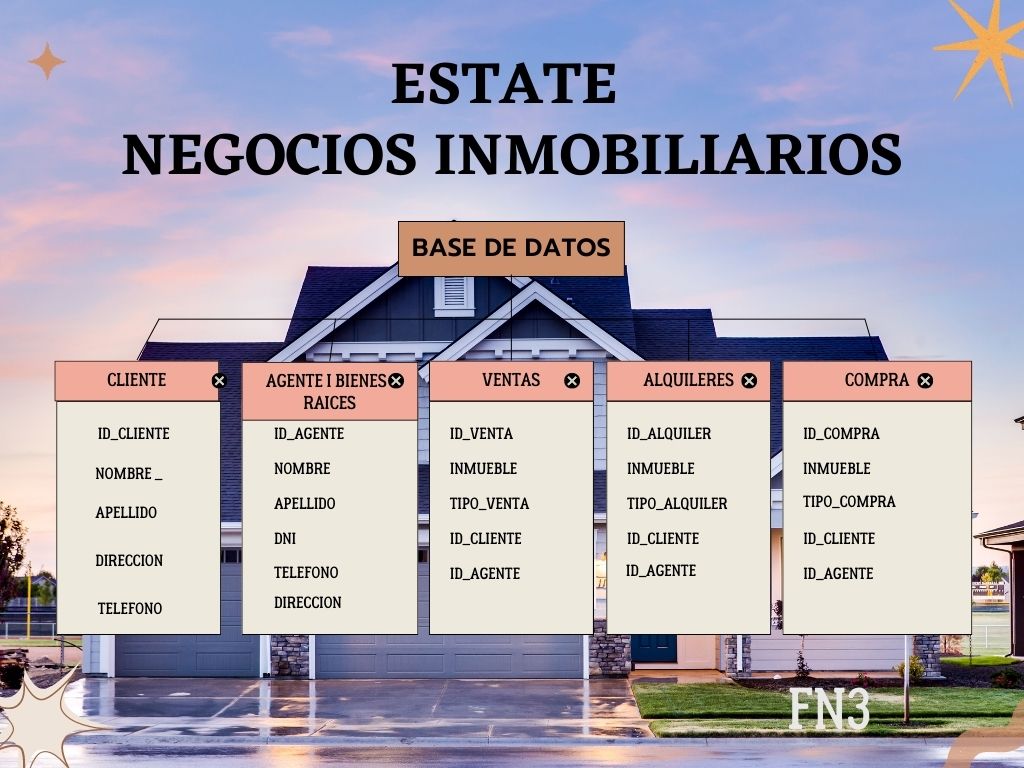 ESTATE
NEGOCIOS INMOBILIARIOS
BASE DE DATOS
CLIENTE
ID_CLIENTE
NOMBRE_
APELLIDO
DIRECCION
TELEFONO
AGENTE I BIENES
RAICES
ID_AGENTE
NOMBRE
APELLIDO
DNI
TELEFONO
DIRECCION
VENTAS
ID_VENTA
INMUEBLE
TIPO_VENTA
ID_CLIENTE
ID_AGENTE
ALQUILERES
ID_ALQUILER
INMUEBLE
TIPO_ALQUILER
ID_CLIENTE
ID_AGENTE
COMPRA
ID_COMPRA
INMUEBLE
TIPO_COMPRA
ID_CLIENTE
ID_AGENTE
FN3